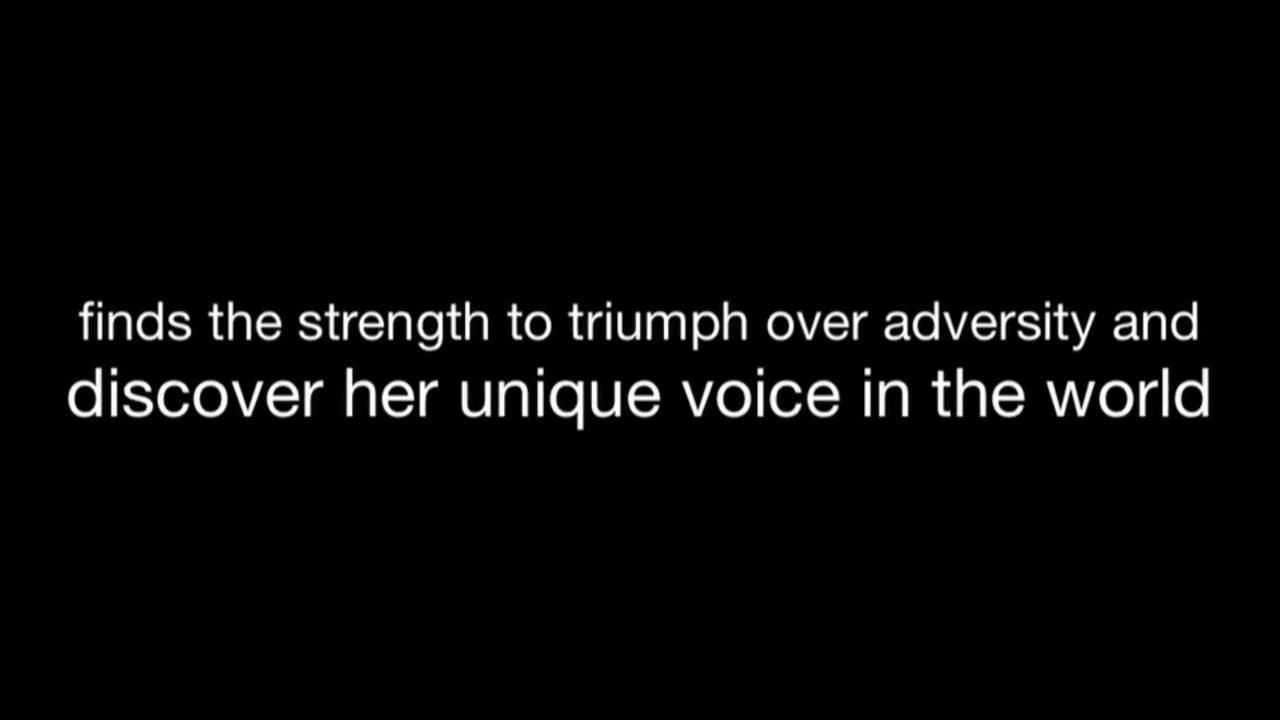 finds the strength to triumph over adversity and
discover her unique voice in the world